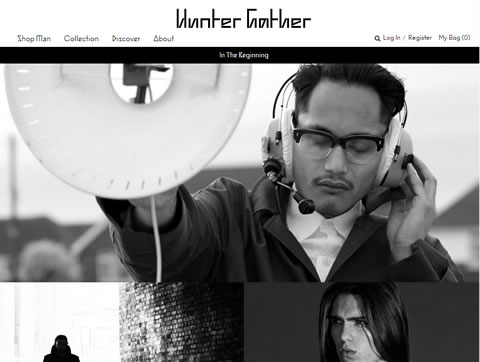 Hunter Gather
Shop Man Collection Discover About
Log In / Register My Bag (0)
In The Beginning